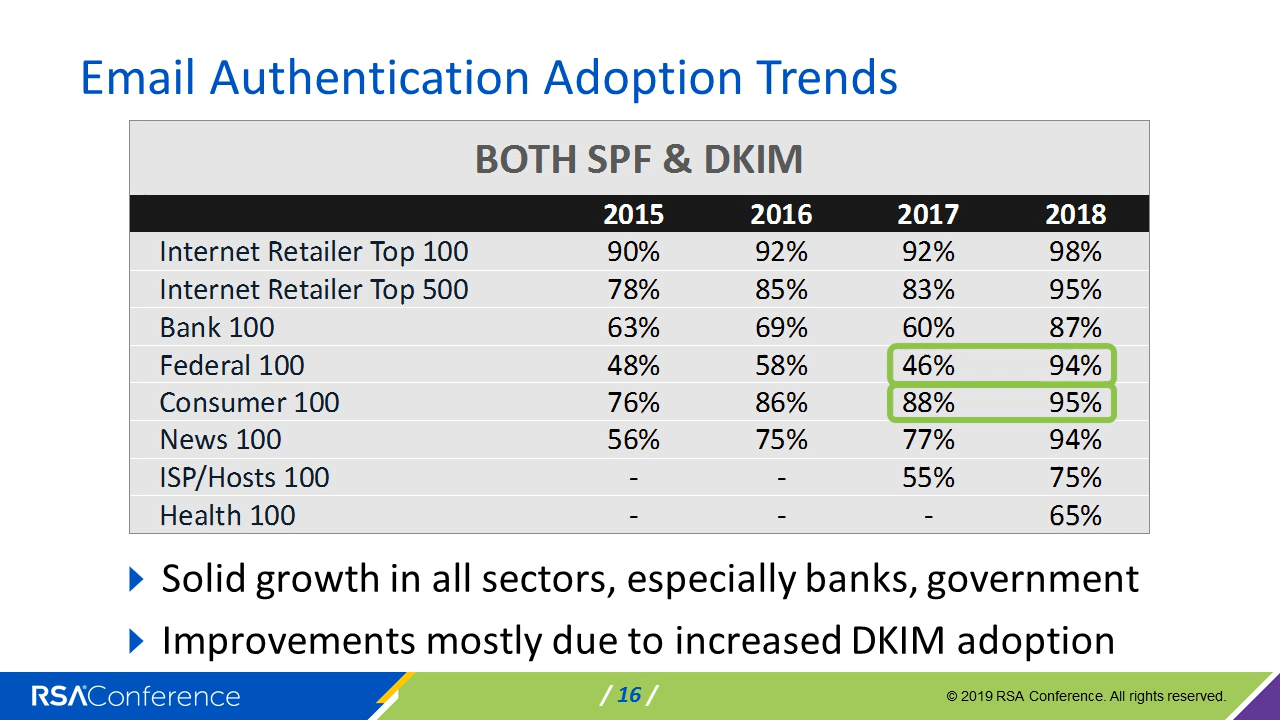 Email Authentication Adoption Trends
BOTH SPF & DKIM
2015 2016 2017 2018
Internet Retailer Top 100 90% 92% 92% 98%
Internet Retailer Top 500 78% 85% 83% 95%
Bank 100 63% 69% 60% 87%
Federal 100 48% 58% 46% 94%
Consumer 100 76% 86% 88% 95%
News 100 56% 75% 77% 94%
ISP/Hosts 100 - - 55% 75%
Health 100 - - - 65%
Solid growth in all sectors, especially banks, government
Improvements mostly due to increased DKIM adoption
RSAConference
/ 16 /
© 2019 RSA Conference. All rights reserved.